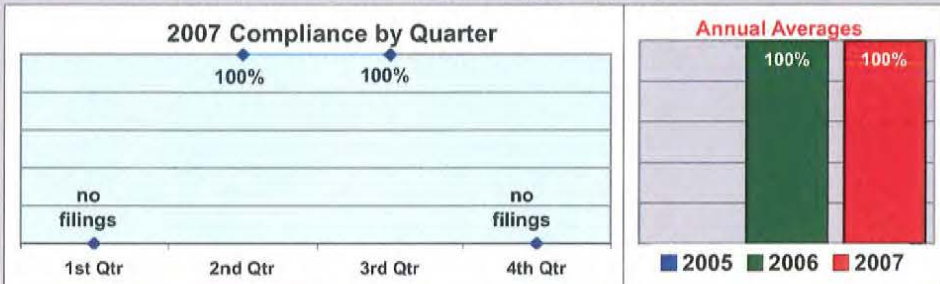 2007 Compliance by Quarter
100%
100%
no
filings
no
filings
1st Qtr
2nd Qtr
3rd Qtr
4th Qtr
Annual Averages
100%
100%
2005
2006
2007